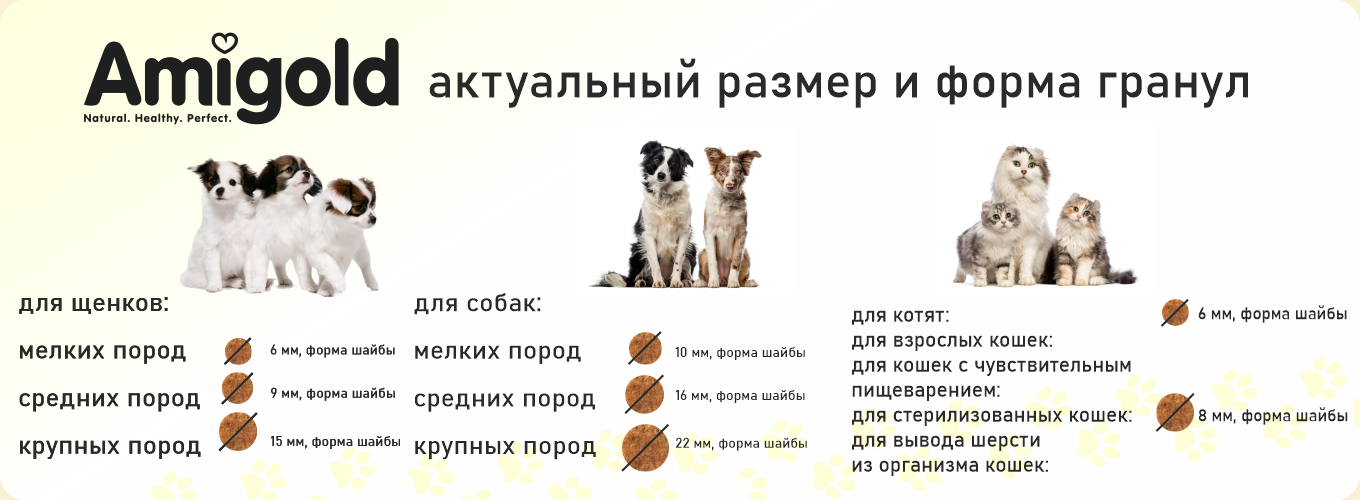 Amigold
Natural. Healthy. Perfect.
актуальный размер и форма гранул
для щенков:
мелких пород
6 мм, форма шайбы
средних пород
9 мм, форма шайбы
крупных пород
15 мм, форма шайбы
для собак:
мелких пород
10 мм, форма шайбы
средних пород
16 мм, форма шайбы
крупных пород
22 мм, форма шайбы
для котят:
6 мм, форма шайбы
для взрослых кошек:
для кошек с чувствительным
пищеварением:
для стерилизованных кошек:
8 мм, форма шайбы
для вывода шерсти
из организма кошек: